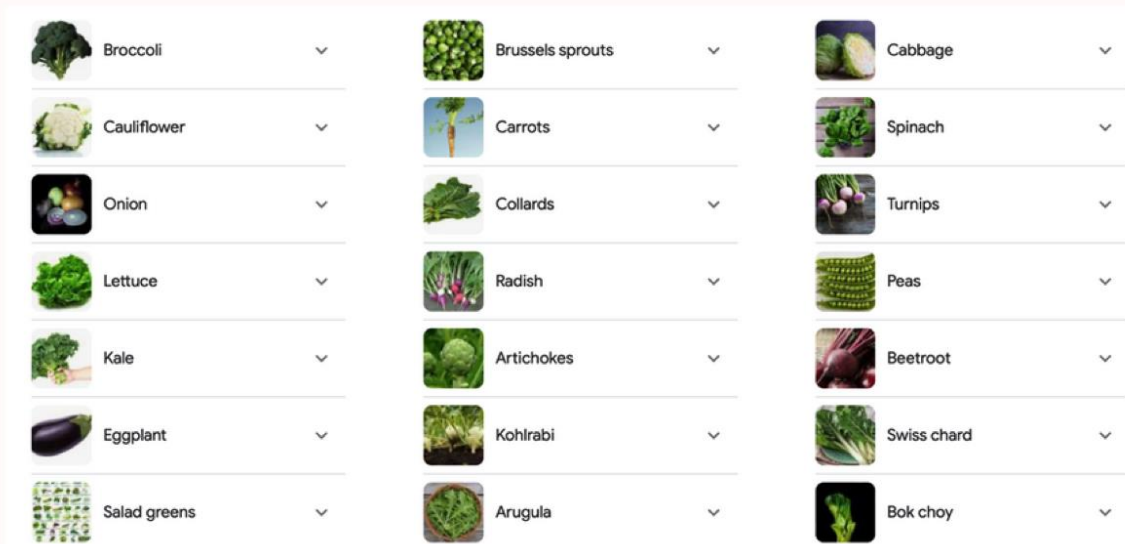 Broccoli
Brussels sprouts
Cabbage
Cauliflower
Carrots
Spinach
Onion
Collards
Turnips
Lettuce
Radish
Peas
Kale
Artichokes
Beetroot
Eggplant
Kohlrabi
Swiss chard
Salad greens
Arugula
Bok choy